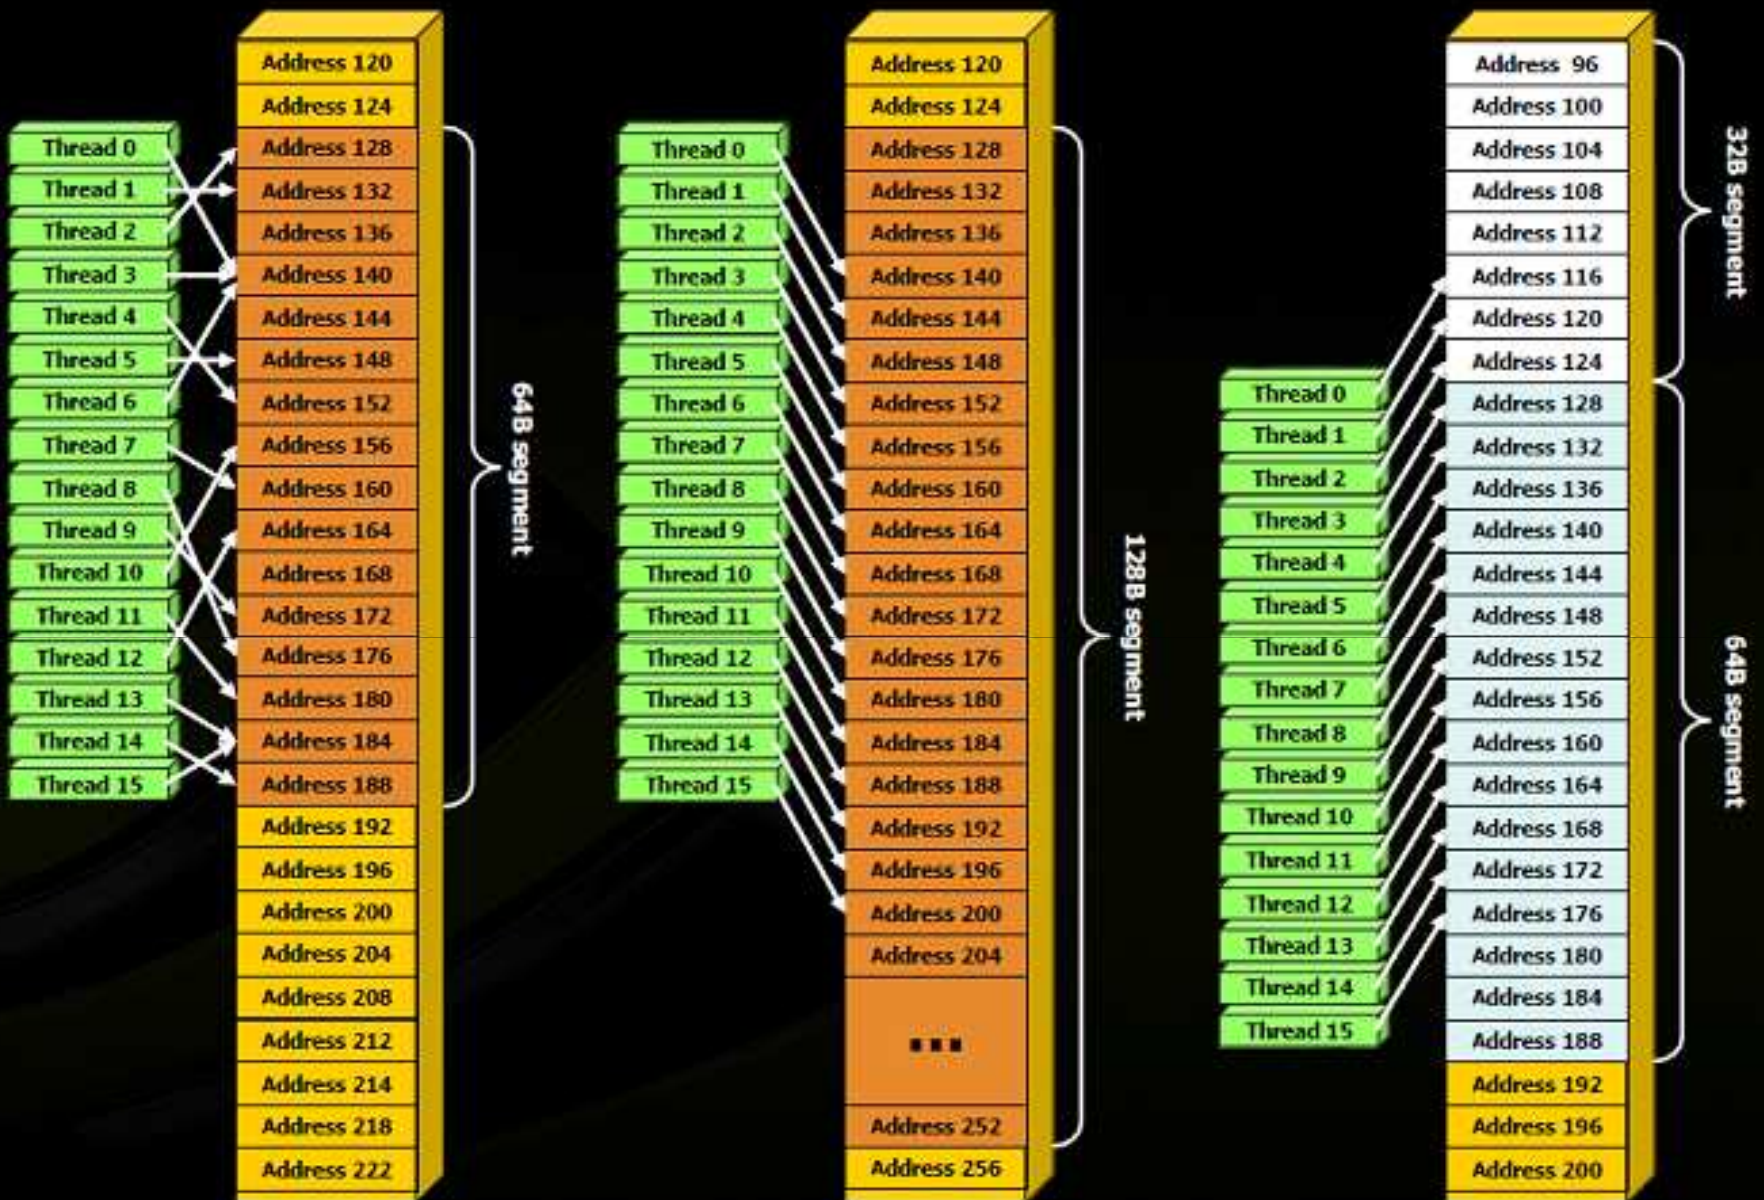 Thread 0
Thread 1
Thread 2
Thread 3
Thread 4
Thread 5
Thread 6
Thread 7
Thread 8
Thread 9
Thread 10
Thread 11
Thread 12
Thread 13
Thread 14
Thread 15
Address 120
Address 124
Address 128
Address 132
Address 136
Address 140
Address 144
Address 148
Address 152
Address 156
Address 160
Address 164
Address 168
Address 172
Address 176
Address 180
Address 184
Address 188
Address 192
Address 196
Address 200
Address 204
Address 208
Address 212
Address 214
Address 218
Address 222
64B segment
Thread 0
Thread 1
Thread 2
Thread 3
Thread 4
Thread 5
Thread 6
Thread 7
Thread 8
Thread 9
Thread 10
Thread 11
Thread 12
Thread 13
Thread 14
Thread 15
Address 120
Address 124
Address 128
Address 132
Address 136
Address 140
Address 144
Address 148
Address 152
Address 156
Address 160
Address 164
Address 168
Address 172
Address 176
Address 180
Address 184
Address 188
Address 192
Address 196
Address 200
Address 204
...
Address 252
Address 256
128B segment
Thread 0
Thread 1
Thread 2
Thread 3
Thread 4
Thread 5
Thread 6
Thread 7
Thread 8
Thread 9
Thread 10
Thread 11
Thread 12
Thread 13
Thread 14
Thread 15
Address 96
Address 100
Address 104
Address 108
Address 112
Address 116
Address 120
Address 124
Address 128
Address 132
Address 136
Address 140
Address 144
Address 148
Address 152
Address 156
Address 160
Address 164
Address 168
Address 172
Address 176
Address 180
Address 184
Address 188
Address 192
Address 196
Address 200
32B segment
64B segment